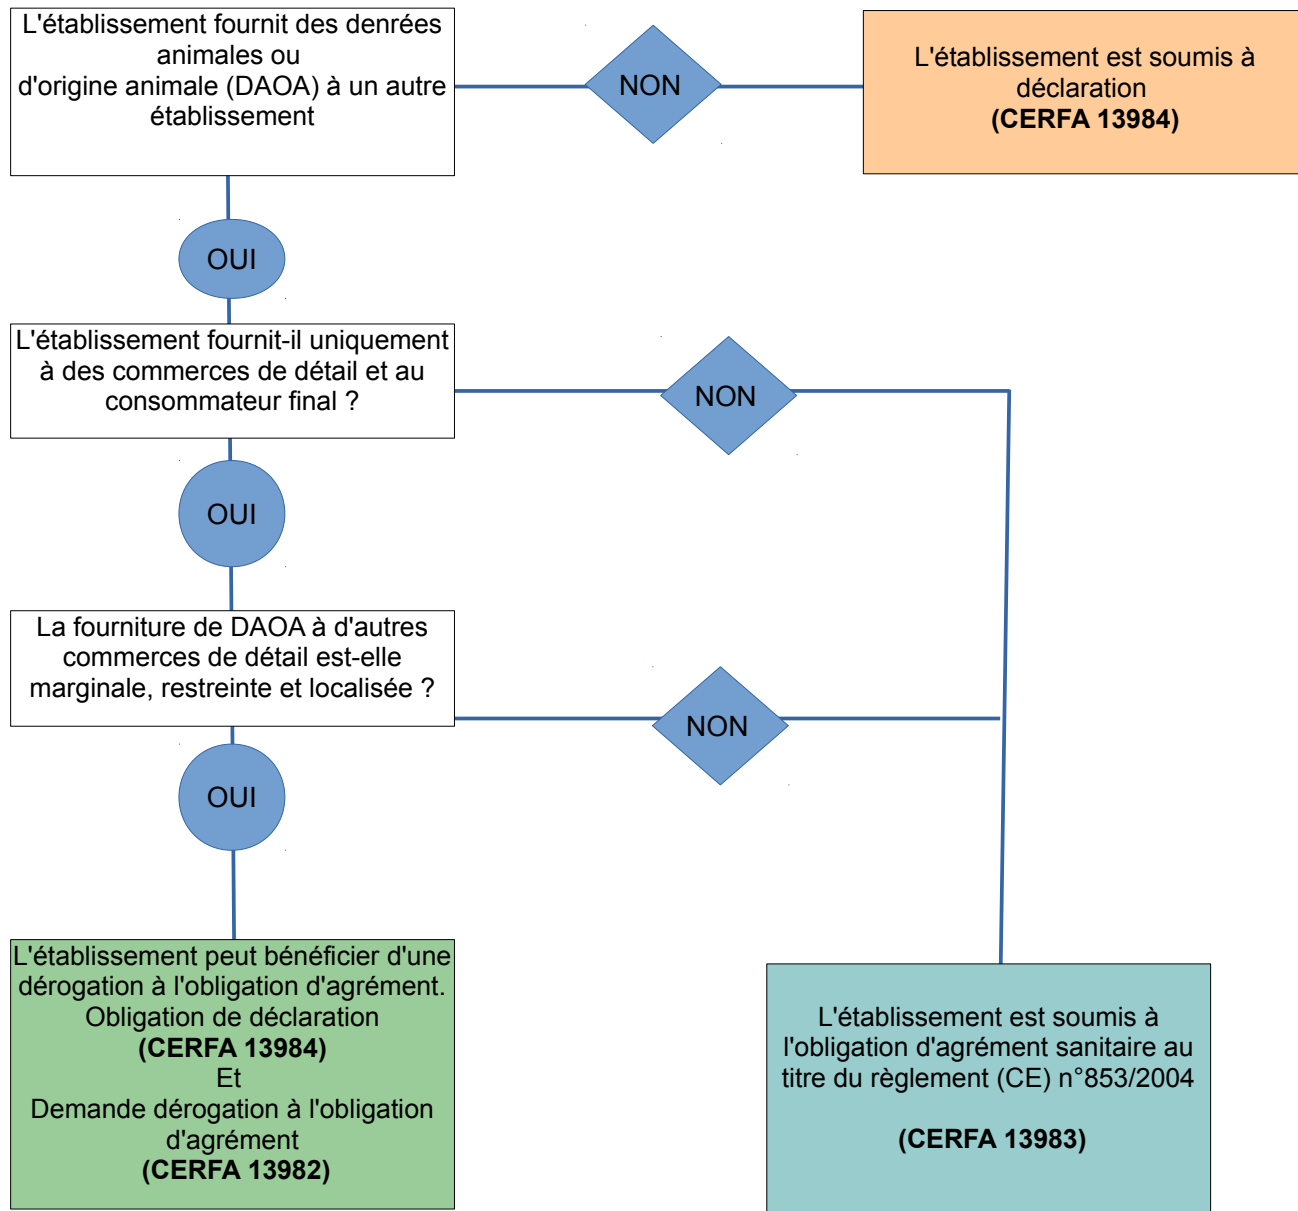 L'établissement fournit des denrées
animales ou
d'origine animale (DAOA) à un autre
établissement
NON
L'établissement est soumis à
déclaration
(CERFA 13984)
OUI
L'établissement fournit-il uniquement
à des commerces de détail et au
consommateur final ?
NON
OUI
La fourniture de DAOA à d'autres
commerces de détail est-elle
marginale, restreinte et localisée ?
NON
OUI
L'établissement peut bénéficier d'une
dérogation à l'obligation d'agrément.
Obligation de déclaration
(CERFA 13984)
Et
Demande dérogation à l'obligation
d'agrément
(CERFA 13982)
L'établissement est soumis à
l'obligation d'agrément sanitaire au
titre du règlement (CE) n°853/2004
(CERFA 13983)